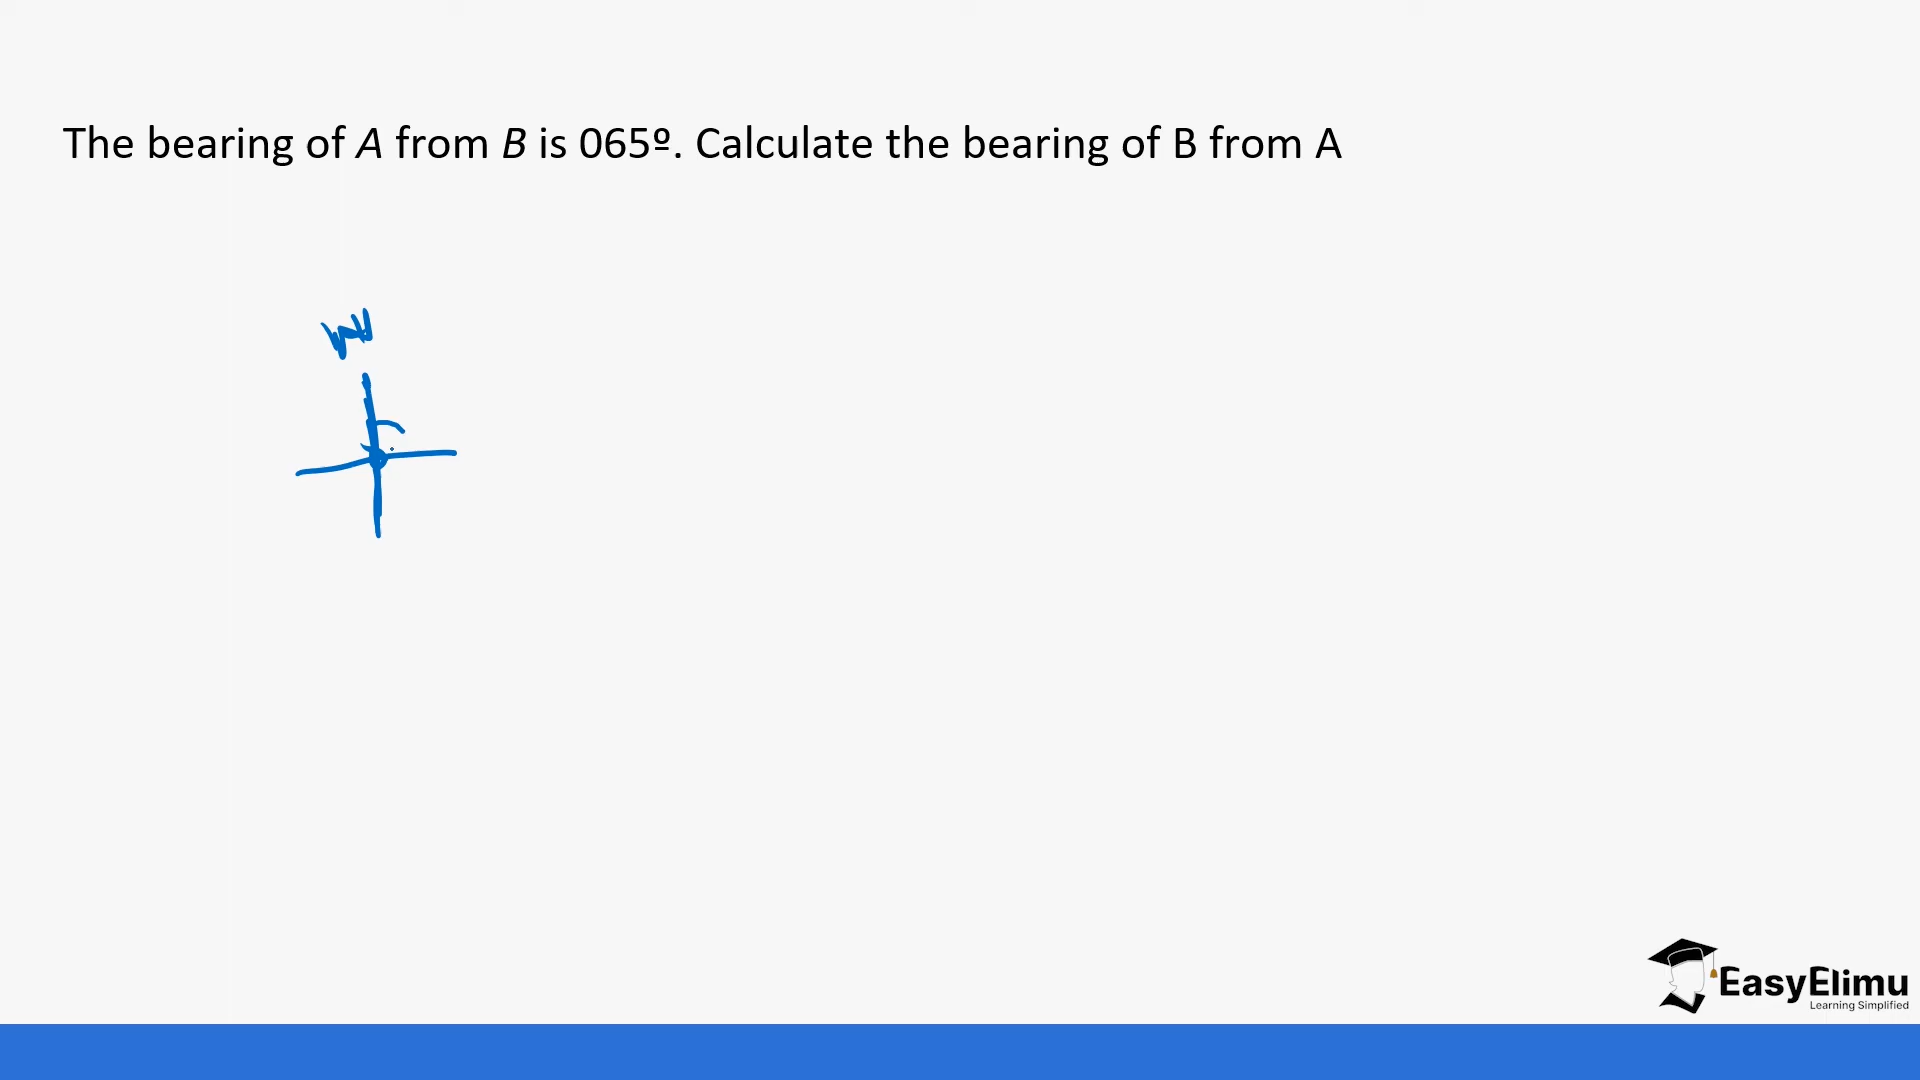 The bearing of A from B is 065º. Calculate the bearing of B from A
EasyElimu
Learning Simplified